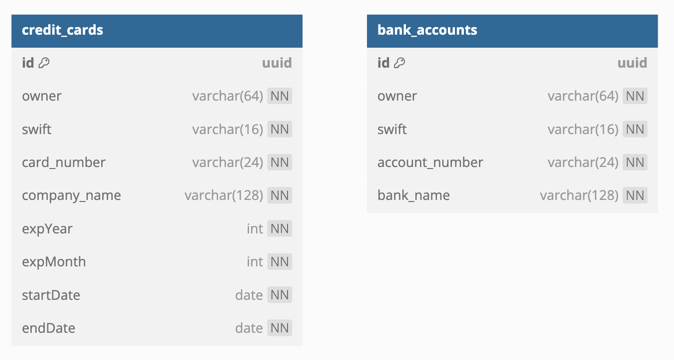 credit_cards
id uuid
owner varchar(64) NN
swift varchar(16) NN
card_number varchar(24) NN
company_name varchar(128) NN
expYear int NN
expMonth int NN
startDate date NN
endDate date NN
bank_accounts
id uuid
owner varchar(64) NN
swift varchar(16) NN
account_number varchar(24) NN
bank_name varchar(128) NN